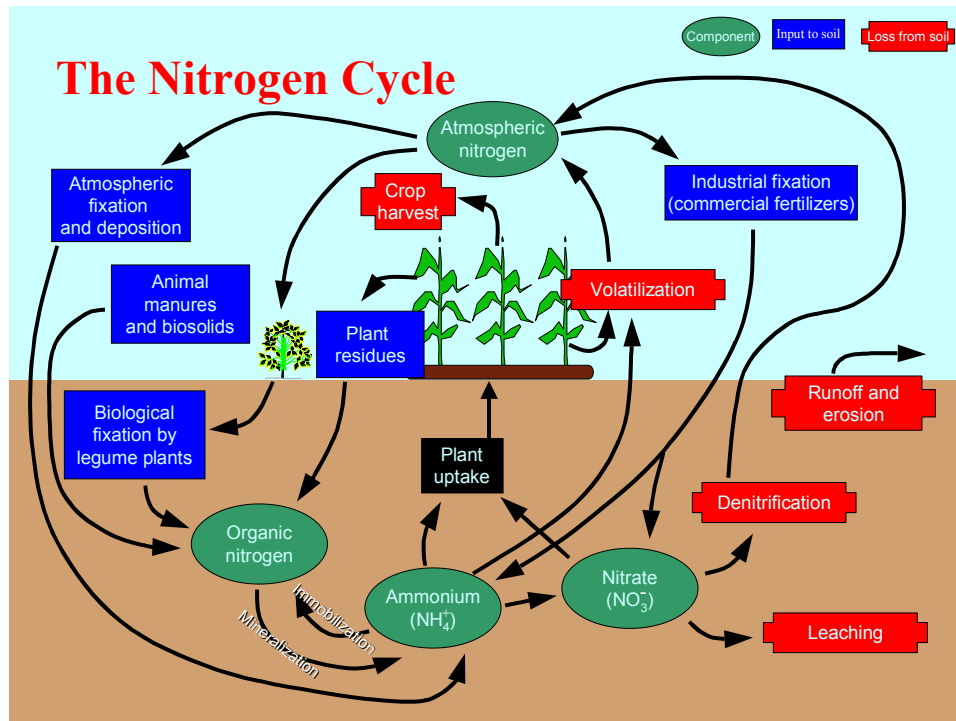 Component
Input to soil
Loss from soil
The Nitrogen Cycle
Atmospheric
nitrogen
Atmospheric
fixation
and deposition
Crop
harvest
Industrial fixation
(commercial fertilizers)
Animal
manures
and biosolids
Volatilization
Plant
residues
Runoff and
erosion
Biological
fixation by
legume plants
Plant
uptake
Denitrification
Organic
nitrogen
Ammonium
(NH₄⁺)
Nitrate
(NO₃⁻)
Immobilization
Mineralization
Leaching